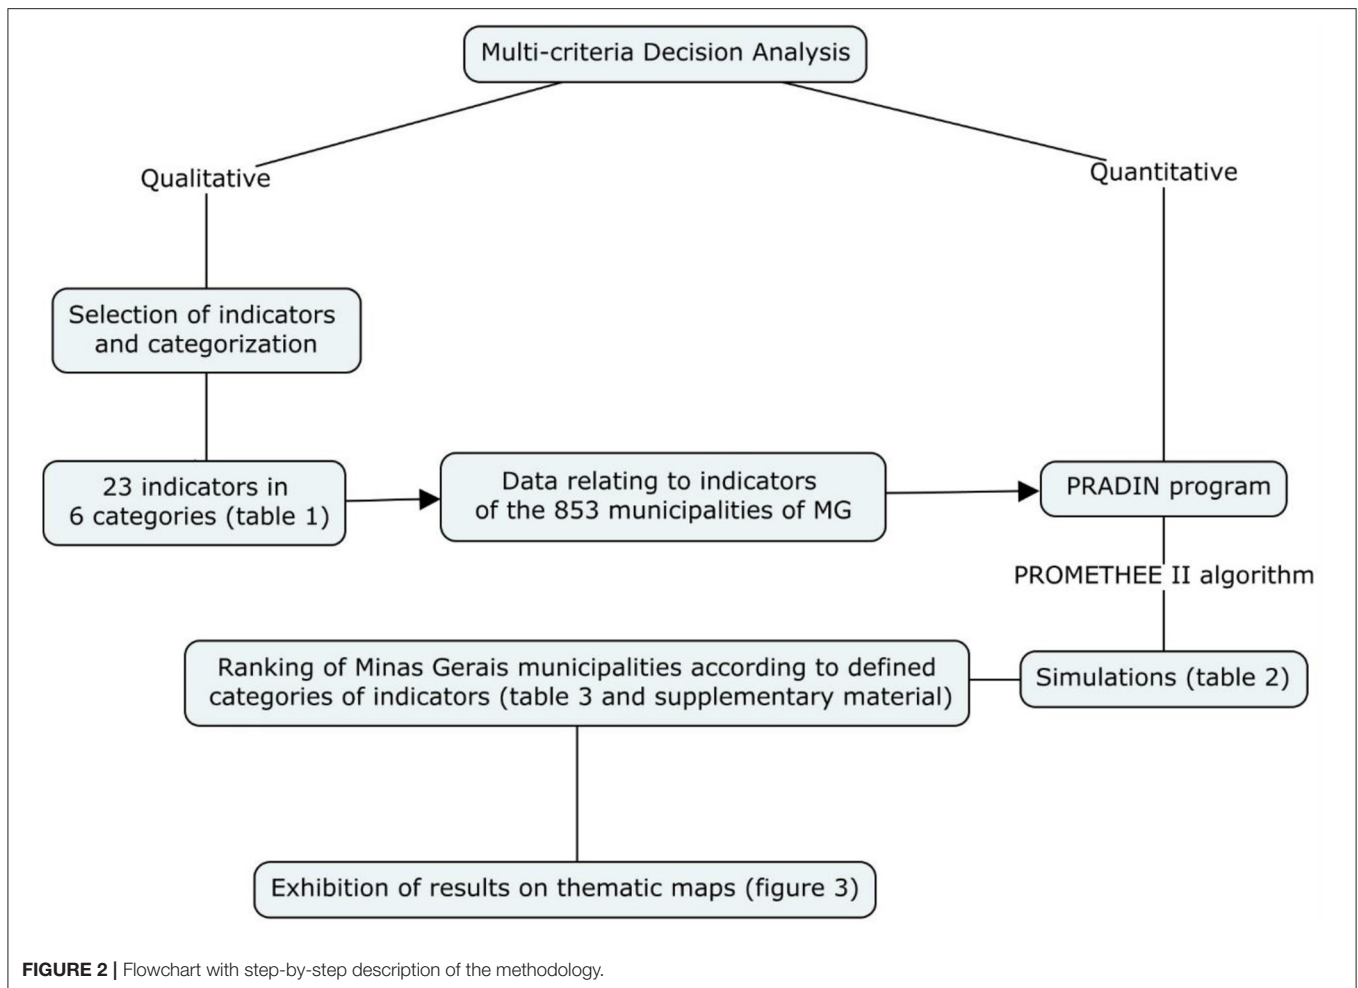 Multi-criteria Decision Analysis
Qualitative
Quantitative
Selection of indicators
and categorization
23 indicators in
6 categories (table 1)
Data relating to indicators
of the 853 municipalities of MG
PRADIN program
PROMETHEE II algorithm
Simulations (table 2)
Ranking of Minas Gerais municipalities according to defined
categories of indicators (table 3 and supplementary material)
Exhibition of results on thematic maps (figure 3)
FIGURE 2 | Flowchart with step-by-step description of the methodology.